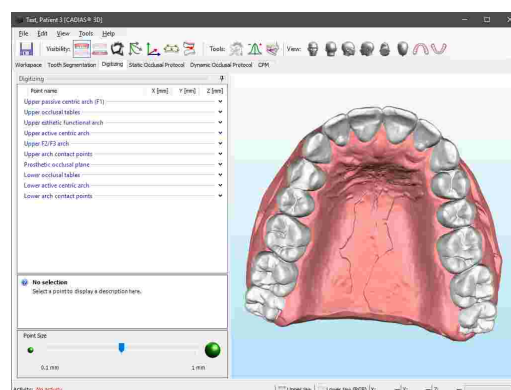 Test, Patient 3 [CADIAS® 3D]
File Edit View Tools Help
Visibility: Tools: View:
Workspace Tooth Segmentation Digitizing Static Occlusal Protocol Dynamic Occlusal Protocol CPM
Digitizing
Point name X [mm] Y [mm] Z [mm]
Upper passive centric arch (F1)
Upper occlusal tables
Upper esthetic functional arch
Upper active centric arch
Upper F2/F3 arch
Upper arch contact points
Prosthetic occlusal plane
Lower occlusal tables
Lower active centric arch
Lower arch contact points
No selection
Select a point to display a description here.
Point Size
0.1 mm 1 mm
Activity: No activity